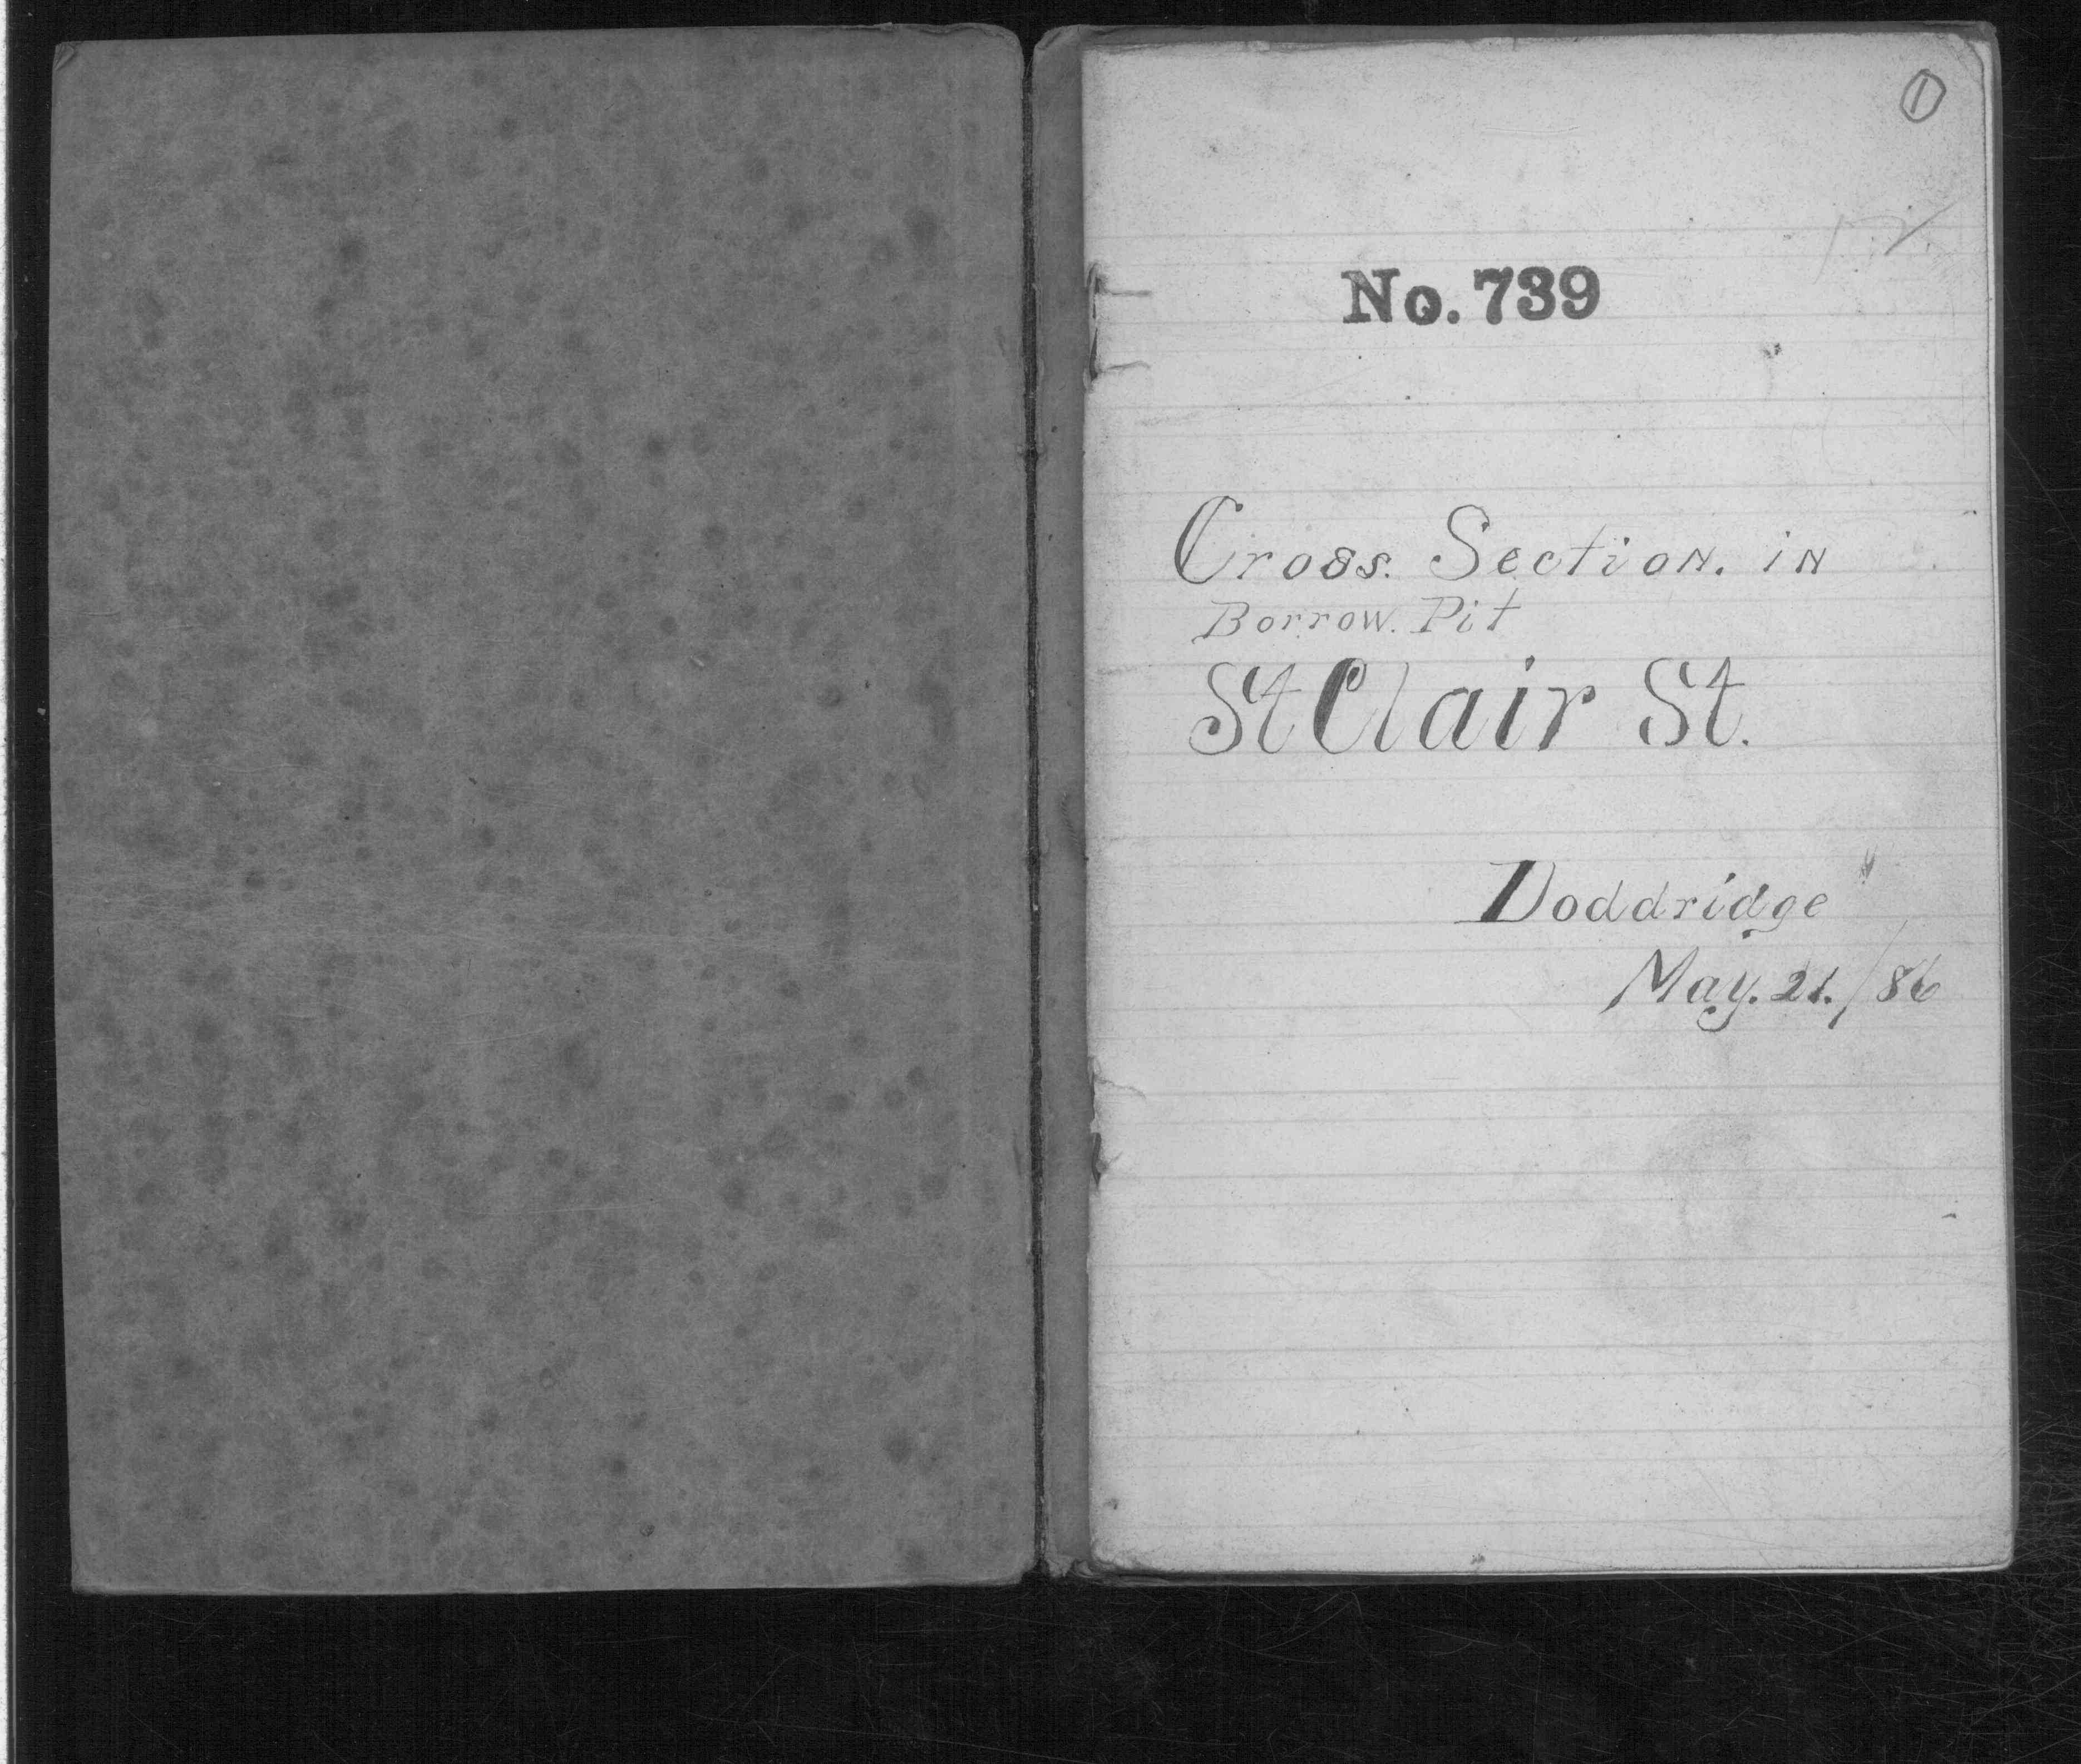 1
No. 739
Cross. Section. in
Borrow. Pit
St Clair St.
Doddridge "
May. 21./86